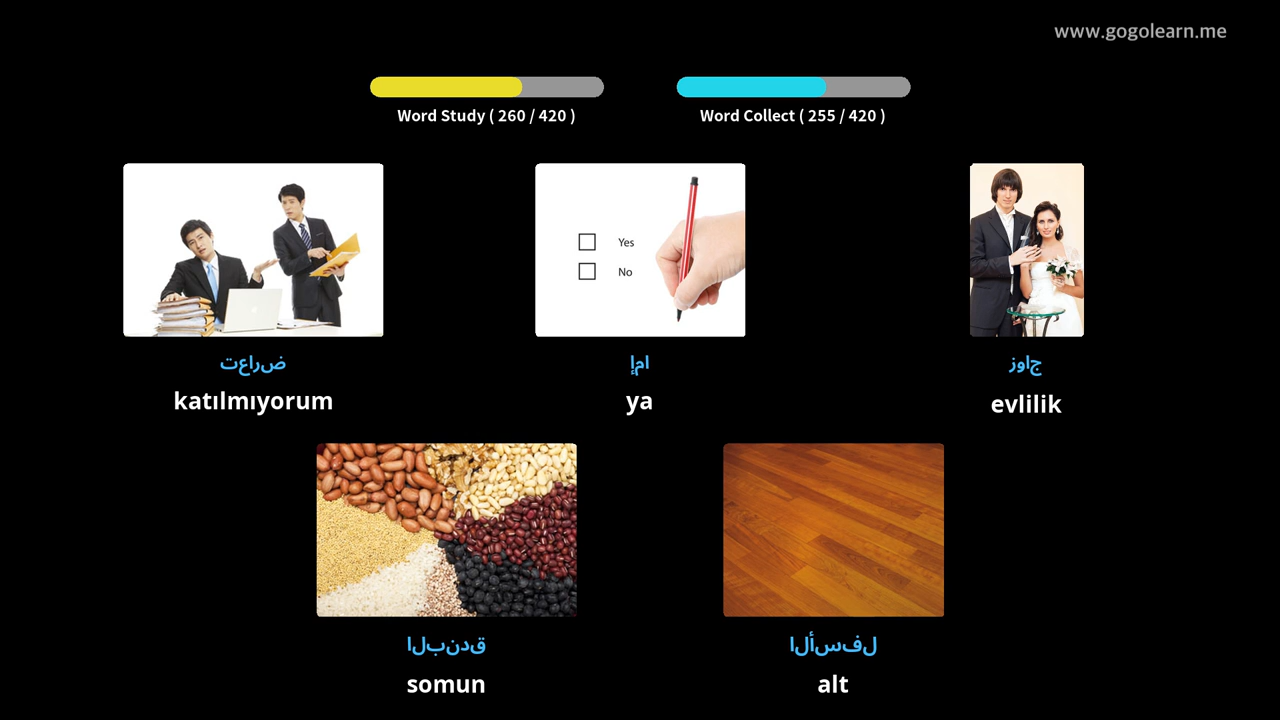 www.gogolearn.me
Word Study ( 260 / 420 )
Word Collect ( 255 / 420 )
تعارض
katılmıyorum
إما
ya
Yes
No
زواج
evlilik
البندق
somun
الأسفل
alt